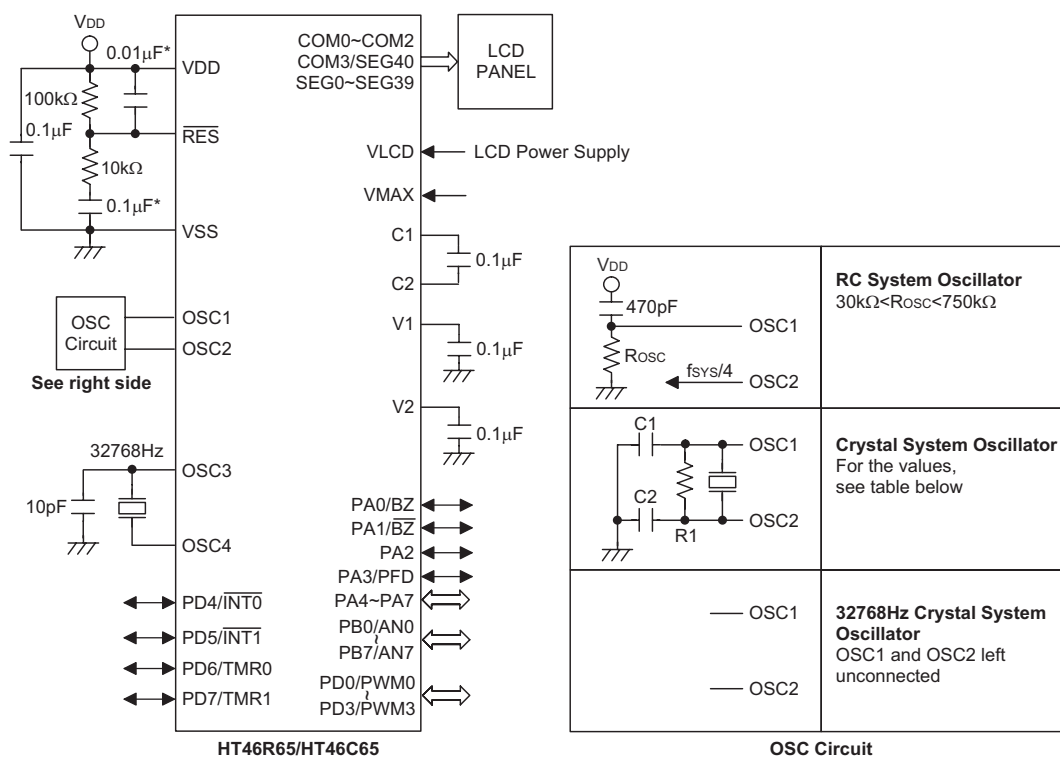 VDD
0.01µF*
VDD
100kΩ
0.1µF
RES
10kΩ
0.1µF*
VSS
OSC
Circuit
OSC1
OSC2
See right side
32768Hz
OSC3
10pF
OSC4
PD4/INT0
PD5/INT1
PD6/TMR0
PD7/TMR1
COM0~COM2
COM3/SEG40
SEG0~SEG39
LCD
PANEL
VLCD
LCD Power Supply
VMAX
C1
0.1µF
C2
V1
0.1µF
V2
0.1µF
PA0/BZ
PA1/BZ
PA2
PA3/PFD
PA4~PA7
PB0/AN0
~
PB7/AN7
PD0/PWM0
~
PD3/PWM3
HT46R65/HT46C65
VDD
470pF
OSC1
ROSC
fSYS/4
OSC2
RC System Oscillator
30kΩ<ROSC<750kΩ
C1
OSC1
C2
OSC2
R1
Crystal System Oscillator
For the values,
see table below
OSC1
OSC2
32768Hz Crystal System
Oscillator
OSC1 and OSC2 left
unconnected
OSC Circuit